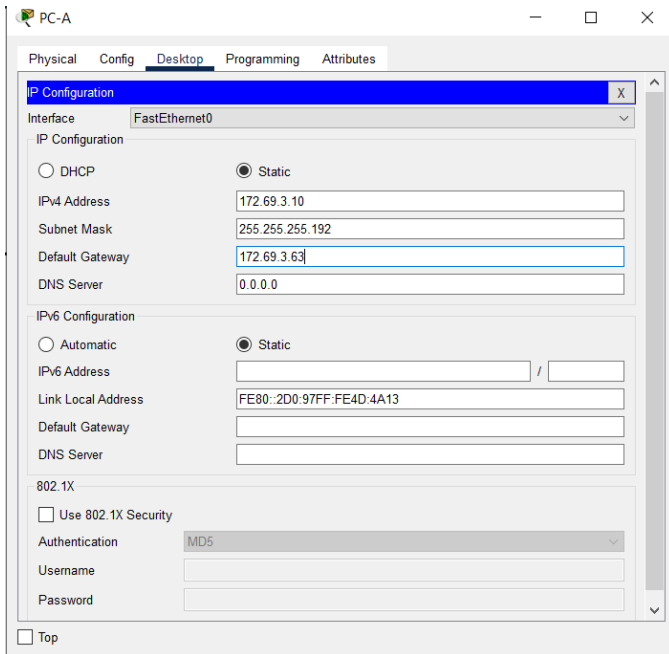 PC-A
Physical Config Desktop Programming Attributes
IP Configuration X
Interface FastEthernet0
IP Configuration
DHCP Static
IPv4 Address 172.69.3.10
Subnet Mask 255.255.255.192
Default Gateway 172.69.3.63
DNS Server 0.0.0.0
IPv6 Configuration
Automatic Static
IPv6 Address /
Link Local Address FE80::2D0:97FF:FE4D:4A13
Default Gateway
DNS Server
802.1X
Use 802.1X Security
Authentication MD5
Username
Password
Top